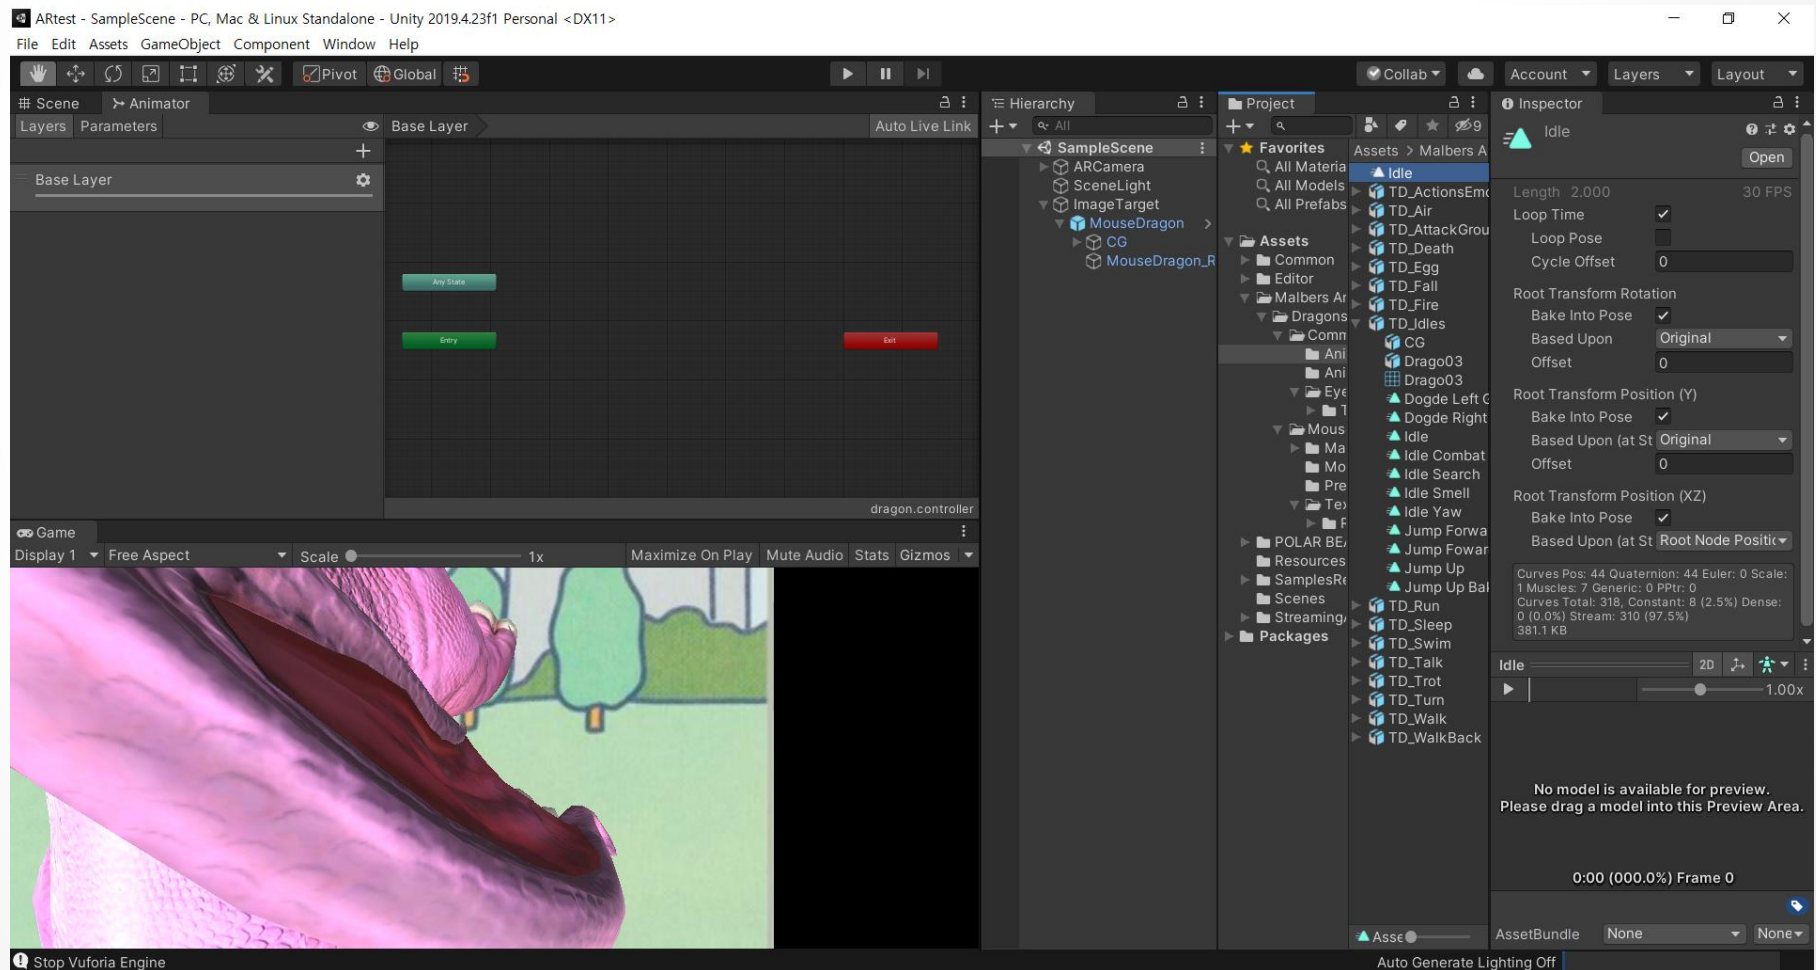 ARtest - SampleScene - PC, Mac & Linux Standalone - Unity 2019.4.23f1 Personal <DX11>
File Edit Assets GameObject Component Window Help
Pivot Global Collab Account Layers Layout
Scene Animator
Layers Parameters Base Layer Auto Live Link
Base Layer
Any State
Entry
Exit
dragon.controller
Game
Display 1 Free Aspect Scale 1x Maximize On Play Mute Audio Stats Gizmos
Stop Vuforia Engine
Hierarchy
All
SampleScene
ARCamera
SceneLight
ImageTarget
MouseDragon
CG
MouseDragon_R
Project
9
Favorites
All Materia
All Models
All Prefabs
Assets
Common
Editor
Malbers Ar
Dragons
Comm
Ani
Ani
Eye
T
Mous
Ma
Mo
Pre
Tex
F
POLAR BE
Resources
SamplesRe
Scenes
Streaming
Packages
Assets > Malbers A
Idle
TD_ActionsEmo
TD_Air
TD_AttackGrou
TD_Death
TD_Egg
TD_Fall
TD_Fire
TD_Idles
CG
Drago03
Drago03
Dogde Left G
Dogde Right
Idle
Idle Combat
Idle Search
Idle Smell
Idle Yaw
Jump Forwa
Jump Fowar
Jump Up
Jump Up Bak
TD_Run
TD_Sleep
TD_Swim
TD_Talk
TD_Trot
TD_Turn
TD_Walk
TD_WalkBack
Asse
Inspector
Idle
Open
Length 2.000 30 FPS
Loop Time
Loop Pose
Cycle Offset 0
Root Transform Rotation
Bake Into Pose
Based Upon Original
Offset 0
Root Transform Position (Y)
Bake Into Pose
Based Upon (at St Original
Offset 0
Root Transform Position (XZ)
Bake Into Pose
Based Upon (at St Root Node Positic
Curves Pos: 44 Quaternion: 44 Euler: 0 Scale:
1 Muscles: 7 Generic: 0 PPtr: 0
Curves Total: 318, Constant: 8 (2.5%) Dense:
0 (0.0%) Stream: 310 (97.5%)
381.1 KB
Idle 2D
1.00x
No model is available for preview.
Please drag a model into this Preview Area.
0:00 (000.0%) Frame 0
AssetBundle None None
Auto Generate Lighting Off